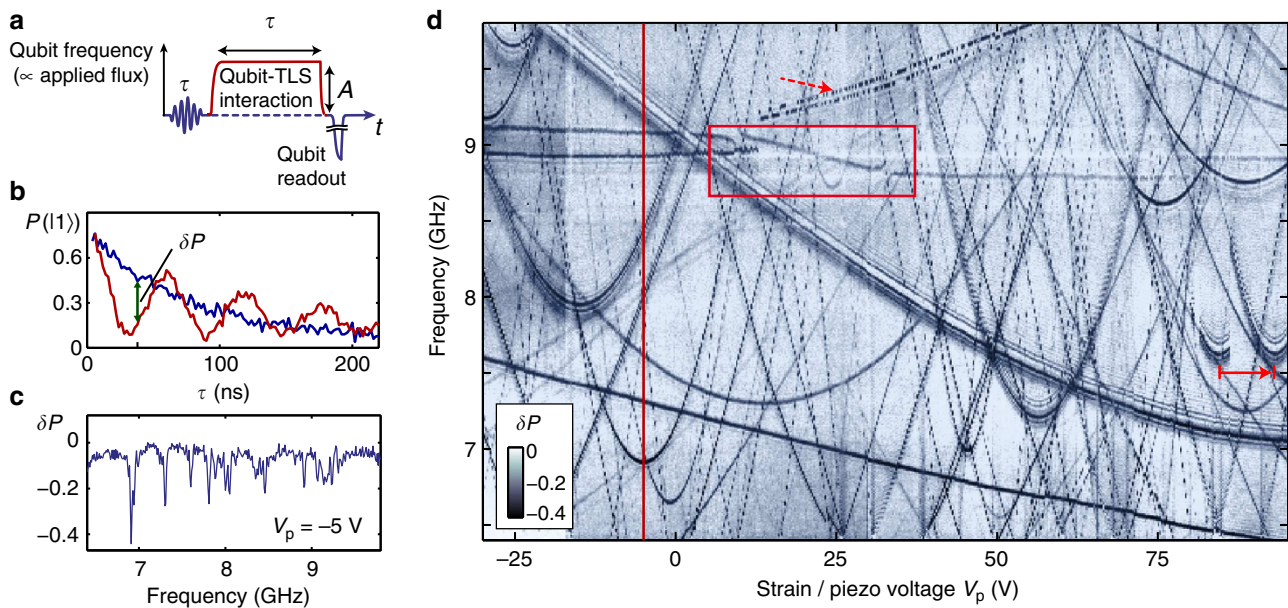 a
Qubit frequency
(∝ applied flux)
τ
τ
Qubit-TLS
interaction
A
t
Qubit
readout
b
P(|1⟩)
δP
0.6
0.3
0
0
100
200
τ (ns)
c
δP
0
−0.2
−0.4
Vp = −5 V
7
8
9
Frequency (GHz)
d
9
8
7
Frequency (GHz)
δP
0
−0.2
−0.4
−25
0
25
50
75
Strain / piezo voltage Vp (V)